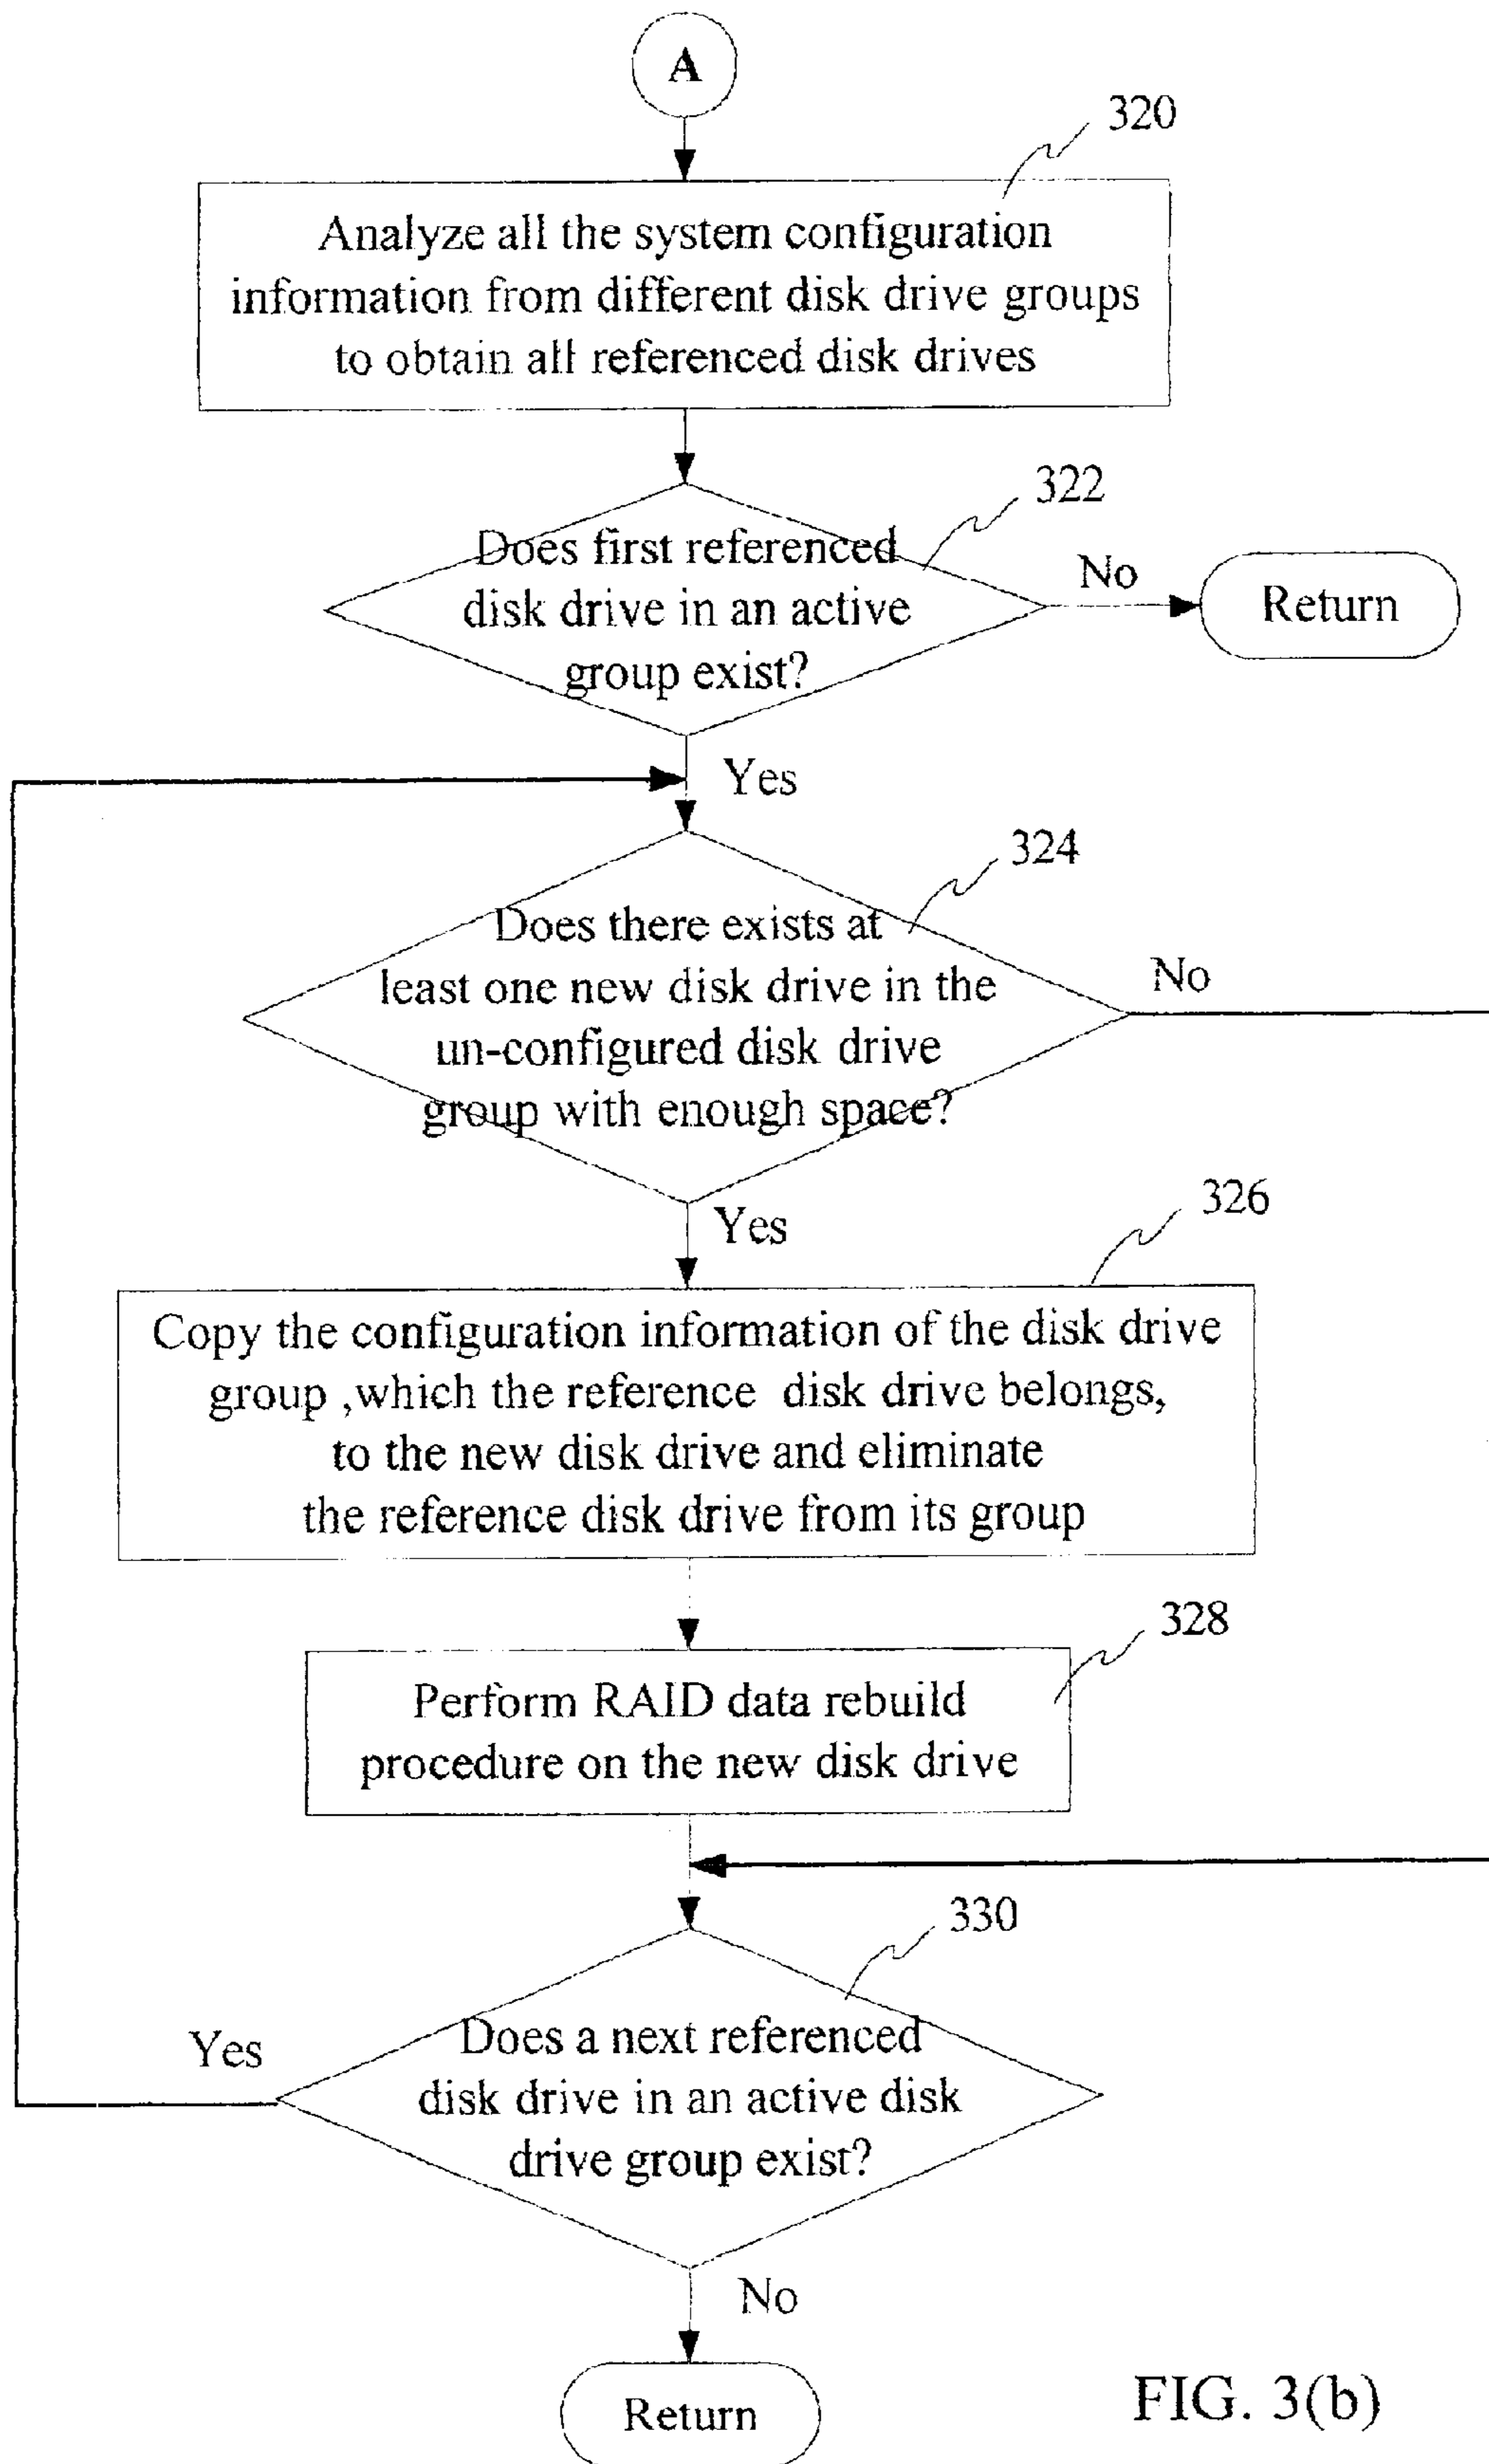 A
320
Analyze all the system configuration
information from different disk drive groups
to obtain all referenced disk drives
322
Does first referenced
disk drive in an active
group exist?
No
Return
Yes
324
Does there exists at
least one new disk drive in the
un-configured disk drive
group with enough space?
No
Yes
326
Copy the configuration information of the disk drive
group ,which the reference disk drive belongs,
to the new disk drive and eliminate
the reference disk drive from its group
328
Perform RAID data rebuild
procedure on the new disk drive
330
Does a next referenced
disk drive in an active disk
drive group exist?
Yes
No
Return
FIG. 3(b)